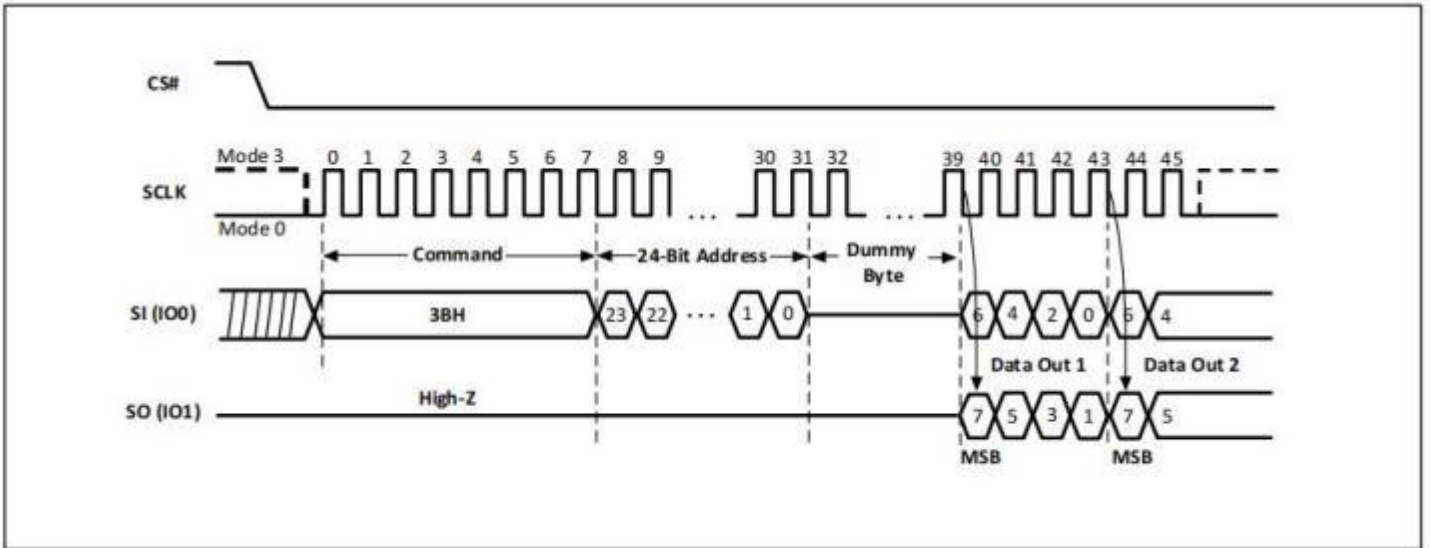 CS#
Mode 3 0 1 2 3 4 5 6 7 8 9 30 31 32 39 40 41 42 43 44 45
SCLK ... ...
Mode 0
Command 24-Bit Address Dummy
Byte
SI (IO0) 3BH 23 22 ... 1 0 6 4 2 0 6 4
Data Out 1 Data Out 2
High-Z
SO (IO1) 7 5 3 1 7 5
MSB MSB